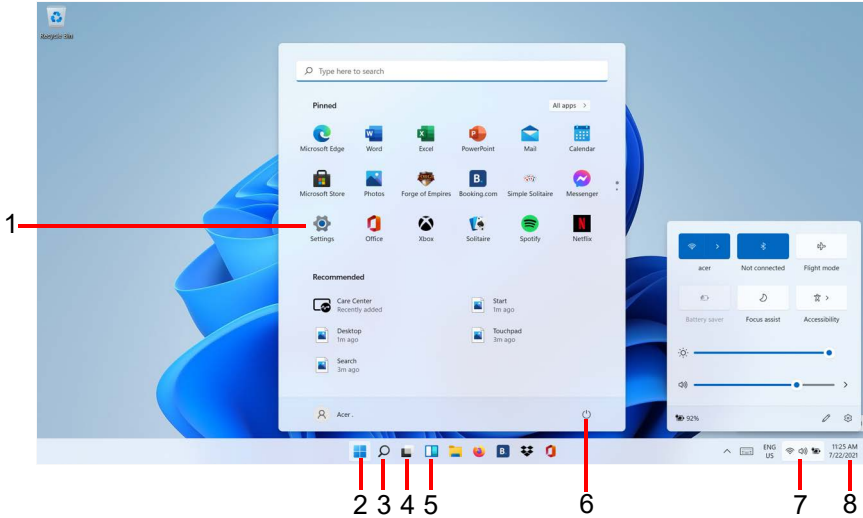 Recycle Bin
Type here to search
Pinned
All apps >
Microsoft Edge
Word
Excel
PowerPoint
Mail
Calendar
Microsoft Store
Photos
Forge of Empires
Booking.com
Simple Solitaire
Messenger
1
Settings
Office
Xbox
Solitaire
Spotify
Netflix
acer
Not connected
Flight mode
Recommended
Care Center
Recently added
Start
1m ago
Battery saver
Focus assist
Accessibility
Desktop
1m ago
Touchpad
3m ago
Search
3m ago
Acer .
92%
ENG
US
11:25 AM
7/22/2021
2 3 4 5 6 7 8